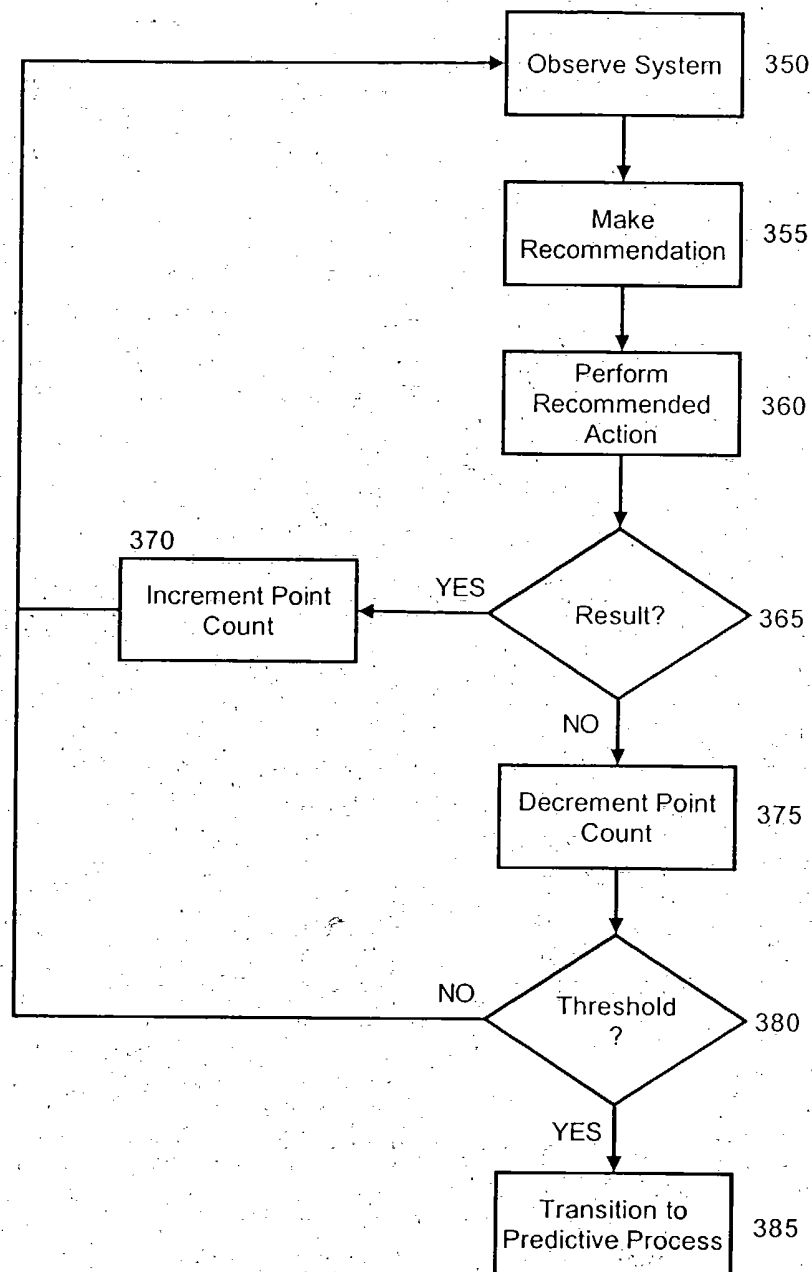 Observe System
350
Make
Recommendation
355
Perform
Recommended
Action
360
370
Increment Point
Count
YES
Result?
365
NO
Decrement Point
Count
375
NO
Threshold
?
380
YES
Transition to
Predictive Process
385